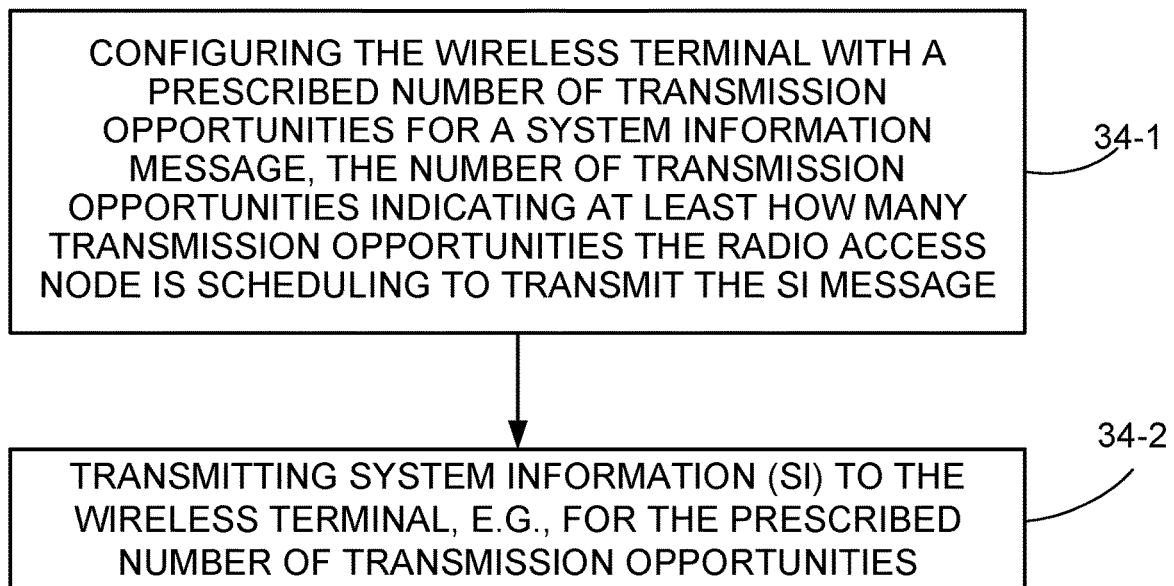 CONFIGURING THE WIRELESS TERMINAL WITH A
PRESCRIBED NUMBER OF TRANSMISSION
OPPORTUNITIES FOR A SYSTEM INFORMATION
MESSAGE, THE NUMBER OF TRANSMISSION
OPPORTUNITIES INDICATING AT LEAST HOW MANY
TRANSMISSION OPPORTUNITIES THE RADIO ACCESS
NODE IS SCHEDULING TO TRANSMIT THE SI MESSAGE
34-1
TRANSMITTING SYSTEM INFORMATION (SI) TO THE
WIRELESS TERMINAL, E.G., FOR THE PRESCRIBED
NUMBER OF TRANSMISSION OPPORTUNITIES
34-2